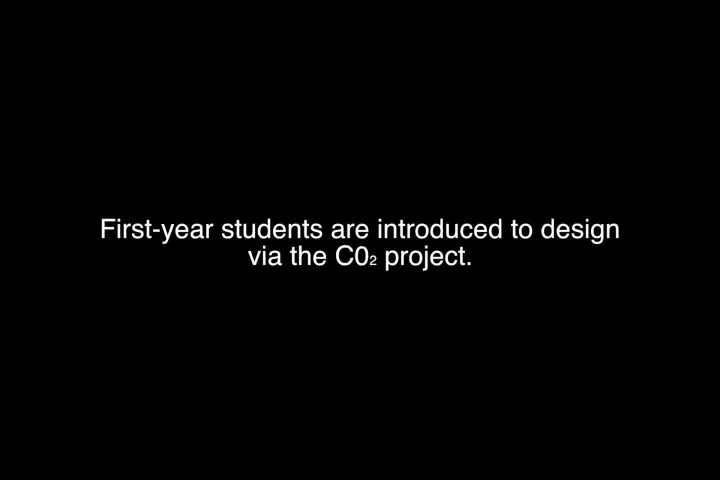 First-year students are introduced to design
via the C0₂ project.